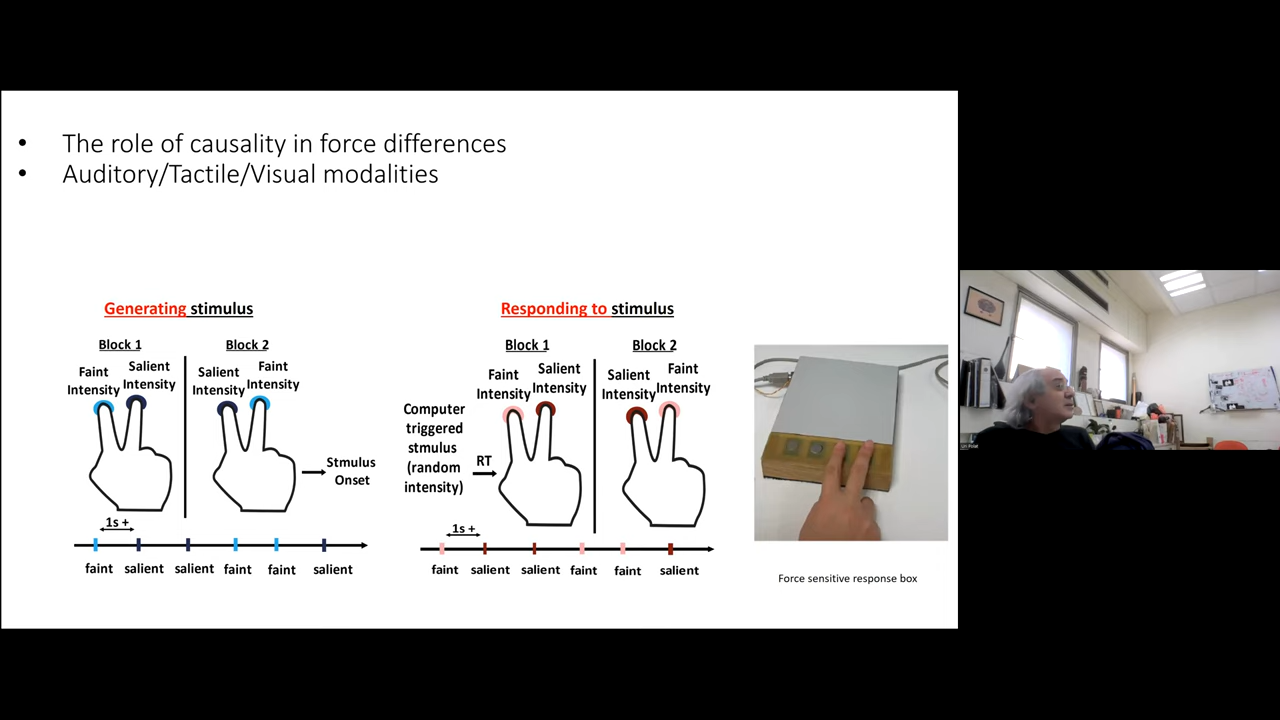 • The role of causality in force differences
• Auditory/Tactile/Visual modalities
Generating stimulus
Block 1
Block 2
Faint
Intensity
Salient
Intensity
Salient
Intensity
Faint
Intensity
Stmulus
Onset
1s +
faint salient salient faint faint salient
Responding to stimulus
Block 1
Block 2
Faint
Intensity
Salient
Intensity
Salient
Intensity
Faint
Intensity
Computer
triggered
stmulus
(random
intensity)
RT
1s +
faint salient salient faint faint salient
Force sensitive response box